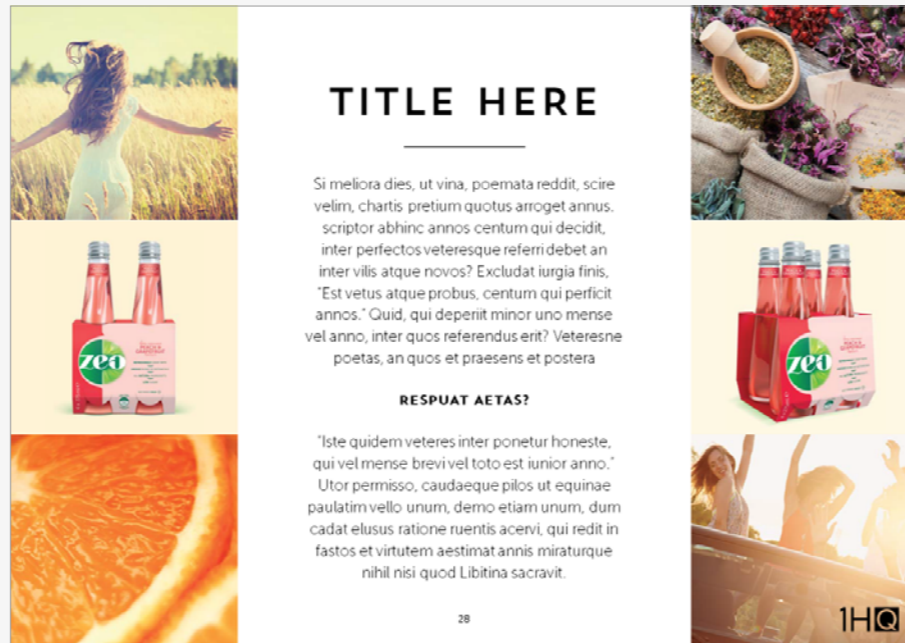 TITLE HERE
Si meliora dies, ut vina, poemata reddit, scire
velim, chartis pretium quotus arroget annus.
scriptor abhinc annos centum qui decidit,
inter perfectos veteresque referri debet an
inter vilis atque novos? Excludat iurgia finis,
"Est vetus atque probus, centum qui perficit
annos." Quid, qui deperiit minor uno mense
vel anno, inter quos referendus erit? Veteresne
poetas, an quos et praesens et postera
RESPUAT AETAS?
"Iste quidem veteres inter ponetur honeste,
qui vel mense brevi vel toto est iunior anno."
Utor permisso, caudaeque pilos ut equinae
paulatim vello unum, demo etiam unum, dum
cadat elusus ratione ruentis acervi, qui redit in
fastos et virtutem aestimat annis miraturque
nihil nisi quod Libitina sacravit.
28
zeo
PEACH &
GRAPEFRUIT
zeo
PEACH &
GRAPEFRUIT
1HQ